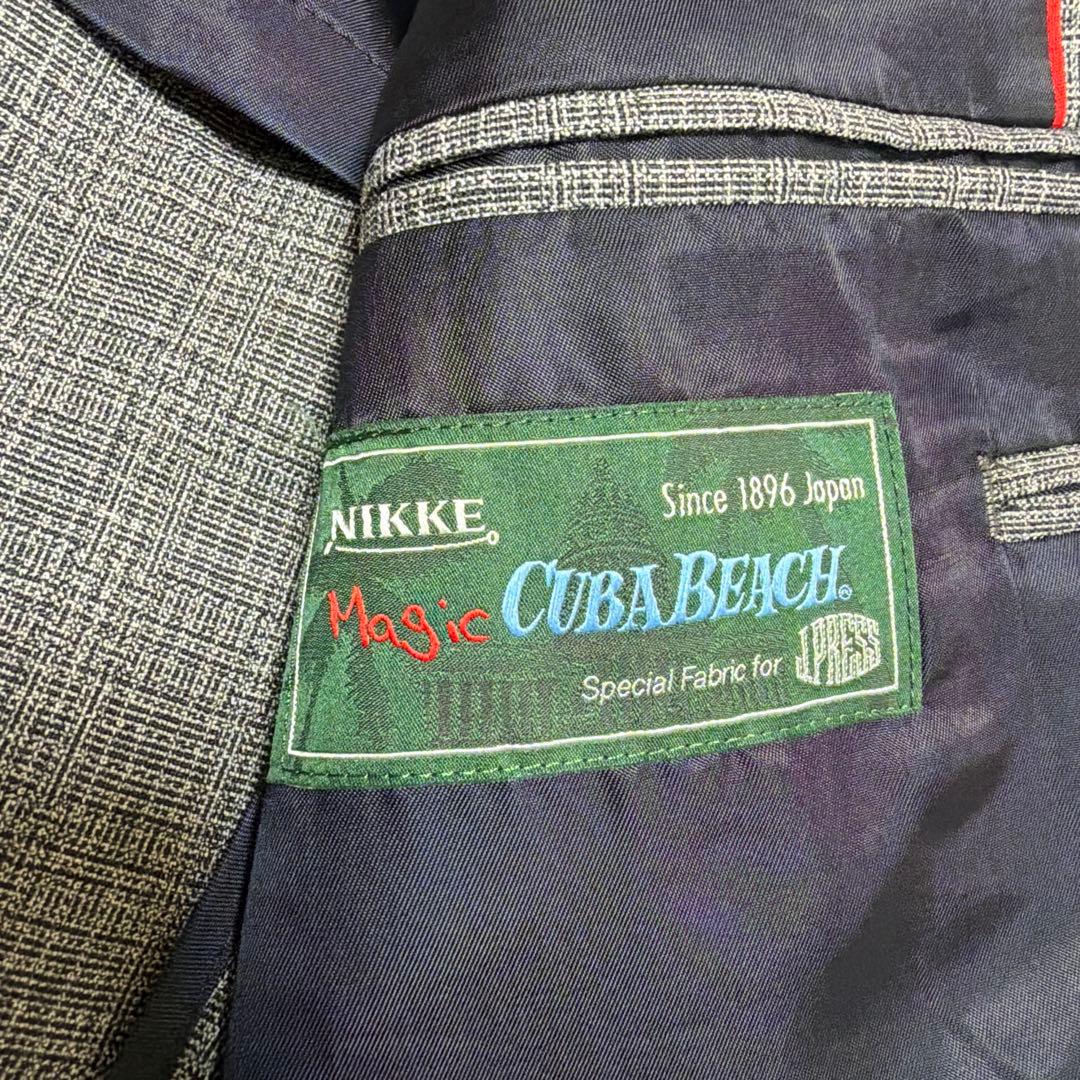 NIKKE
Since 1896 Japan
Magic CUBA BEACH®
Special Fabric for J.PRESS